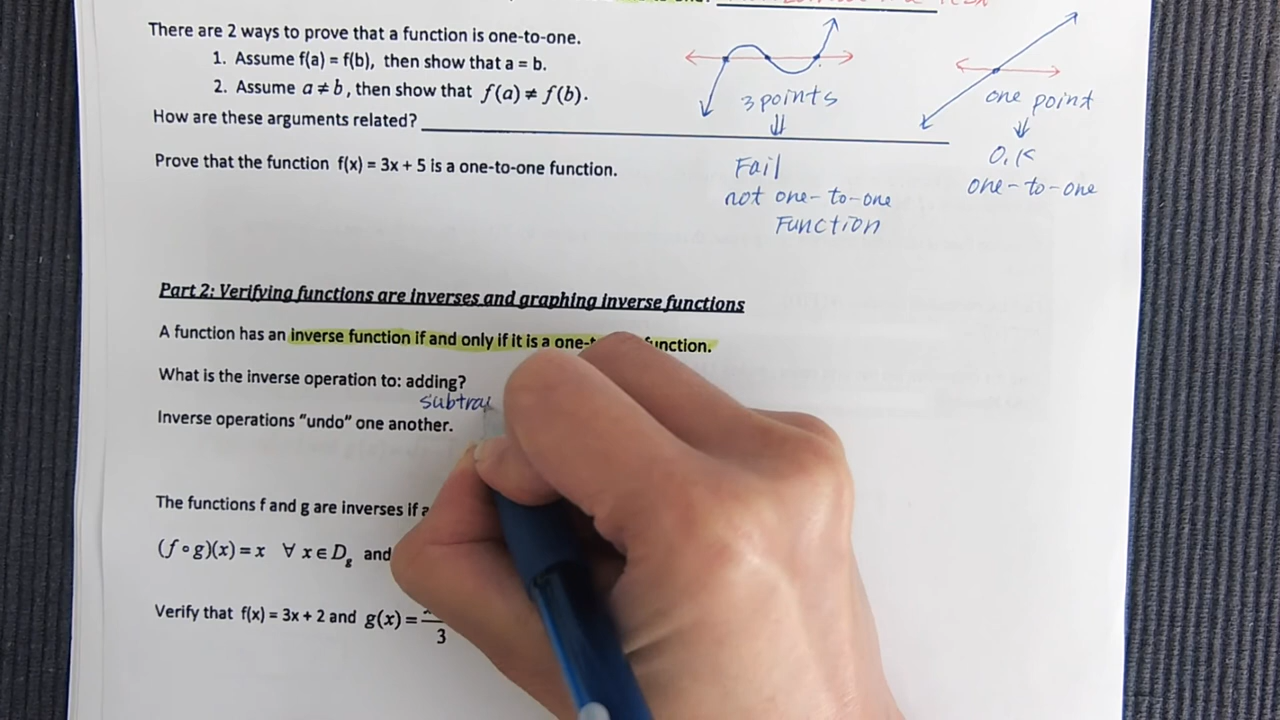 There are 2 ways to prove that a function is one-to-one.
1. Assume f(a) = f(b), then show that a = b.
2. Assume a ≠ b, then show that f(a) ≠ f(b).
How are these arguments related?
Prove that the function f(x) = 3x + 5 is a one-to-one function.
3 points
⇓
Fail
not one-to-one
Function
one point
⇓
O.K
one-to-one
Part 2: Verifying functions are inverses and graphing inverse functions
A function has an inverse function if and only if it is a one-t unction.
What is the inverse operation to: adding?
subtra
Inverse operations "undo" one another.
The functions f and g are inverses if
(f∘g)(x) = x ∀ x ∈ D_g and
Verify that f(x) = 3x + 2 and g(x) =
3